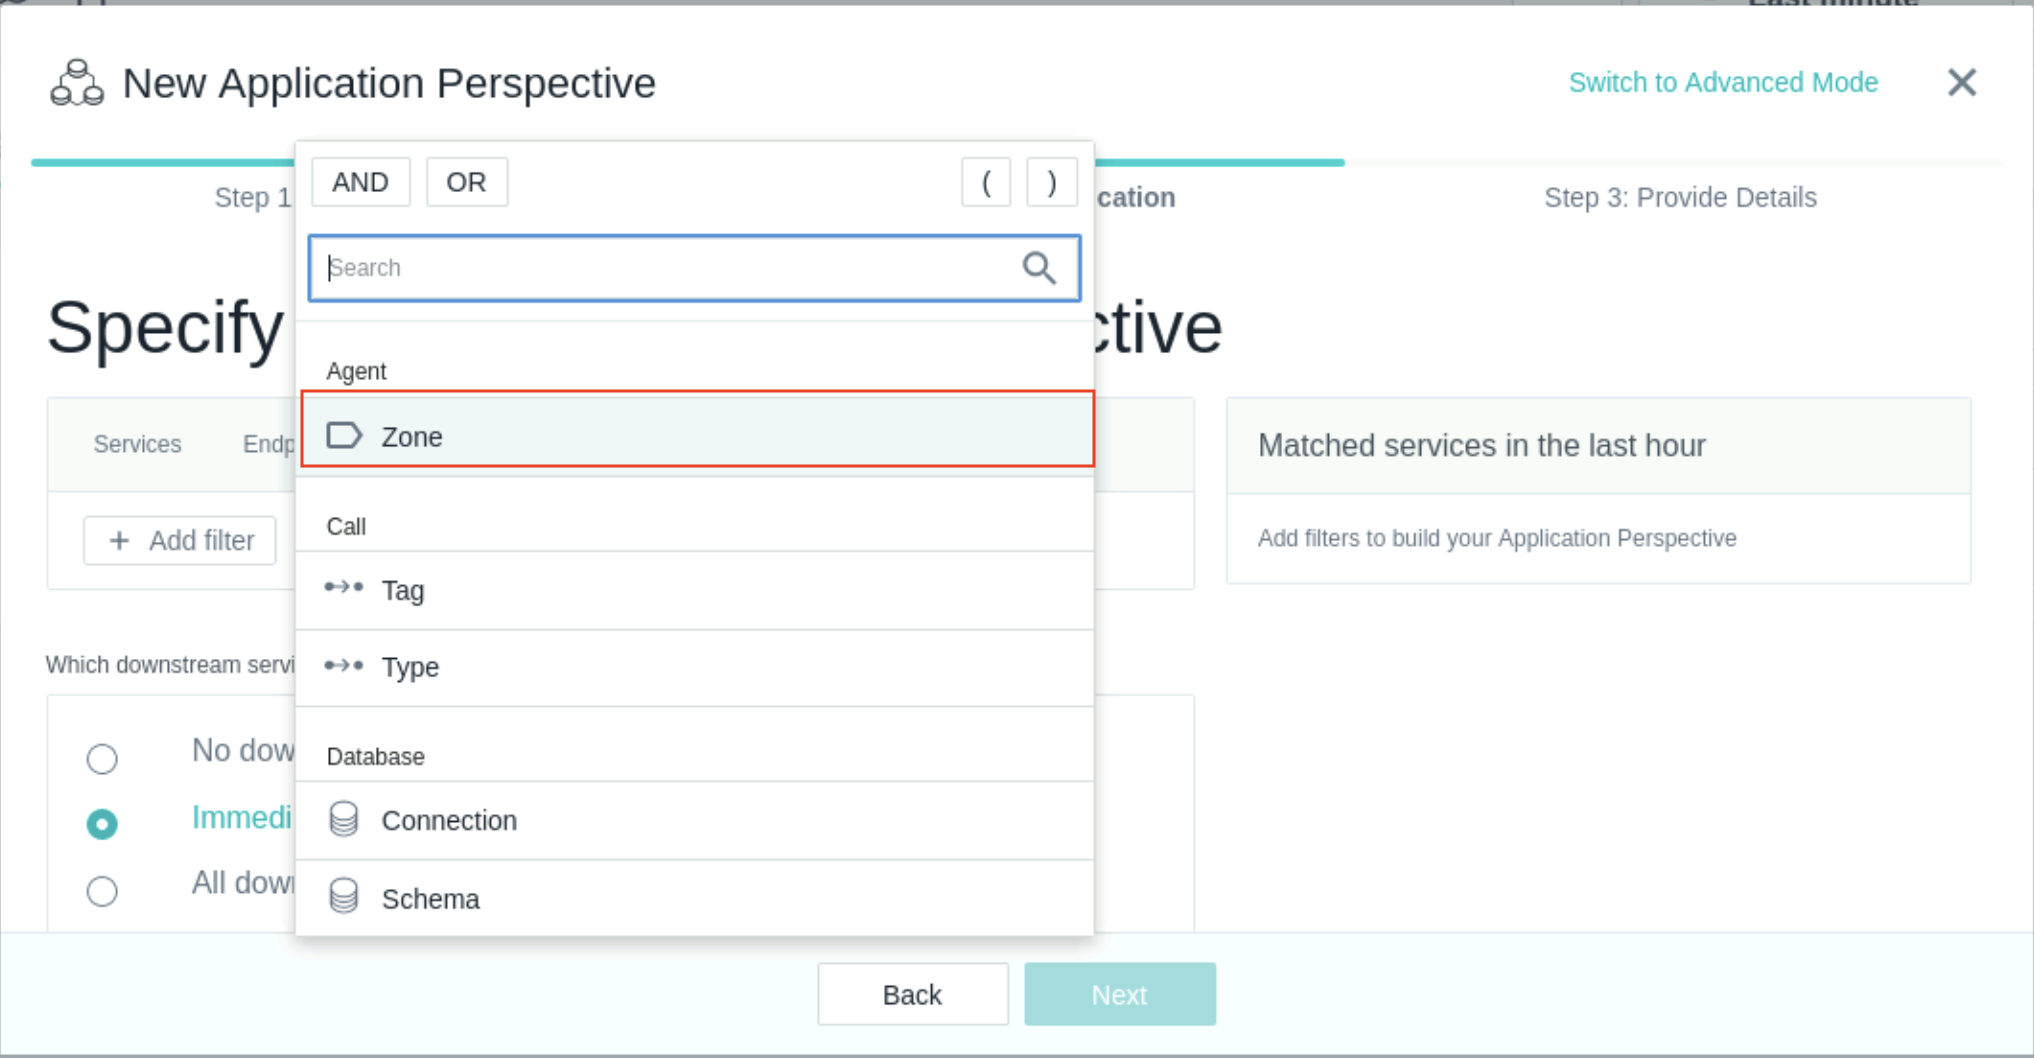 New Application Perspective
Switch to Advanced Mode
AND OR ( )
Step 1
cation
Step 3: Provide Details
Search
Specify
ctive
Agent
Zone
Services
Endp
Matched services in the last hour
Call
+ Add filter
Add filters to build your Application Perspective
Tag
Which downstream servi
Type
No dow
Database
Immedi
Connection
All dow
Schema
Back
Next